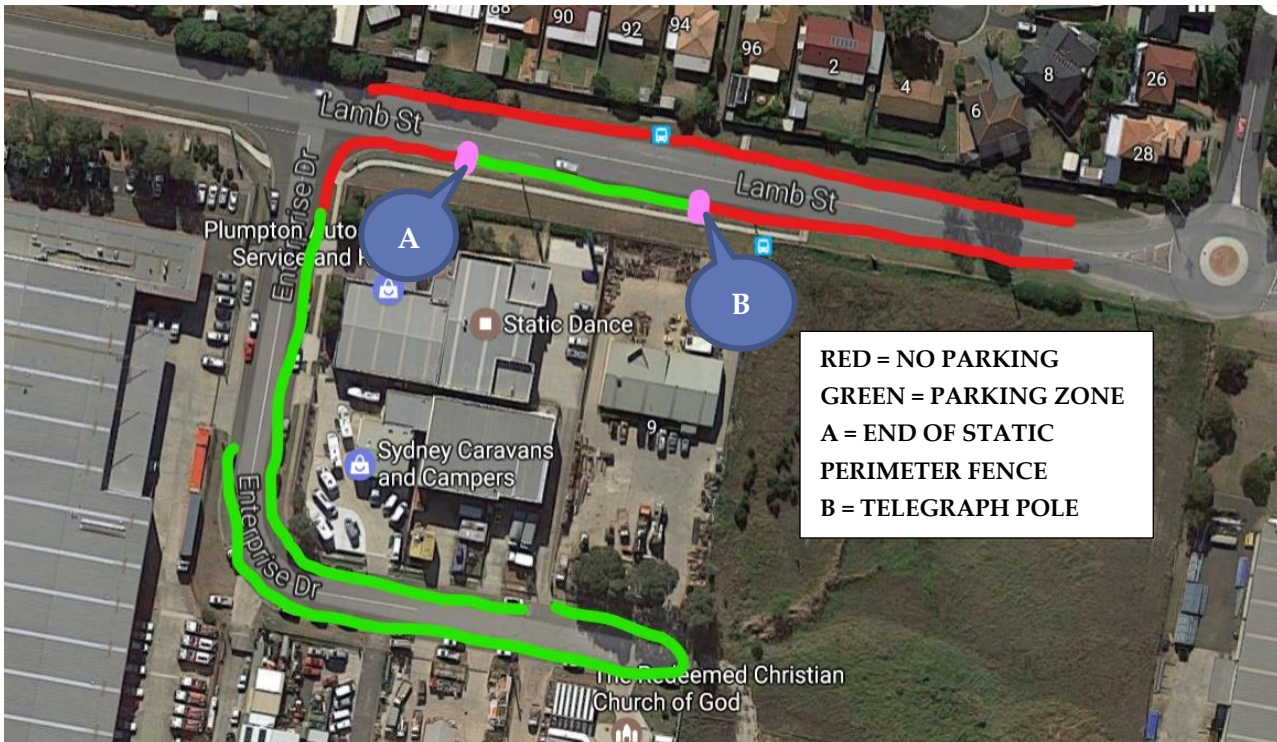 88
90
92
94
96
2
4
6
8
26
28
Lamb St
Lamb St
Enterprise Dr
Plumpton Auto
Service and
A
B
Static Dance
9
Sydney Caravans
and Campers
Enterprise Dr
The Redeemed Christian
Church of God
RED = NO PARKING
GREEN = PARKING ZONE
A = END OF STATIC
PERIMETER FENCE
B = TELEGRAPH POLE